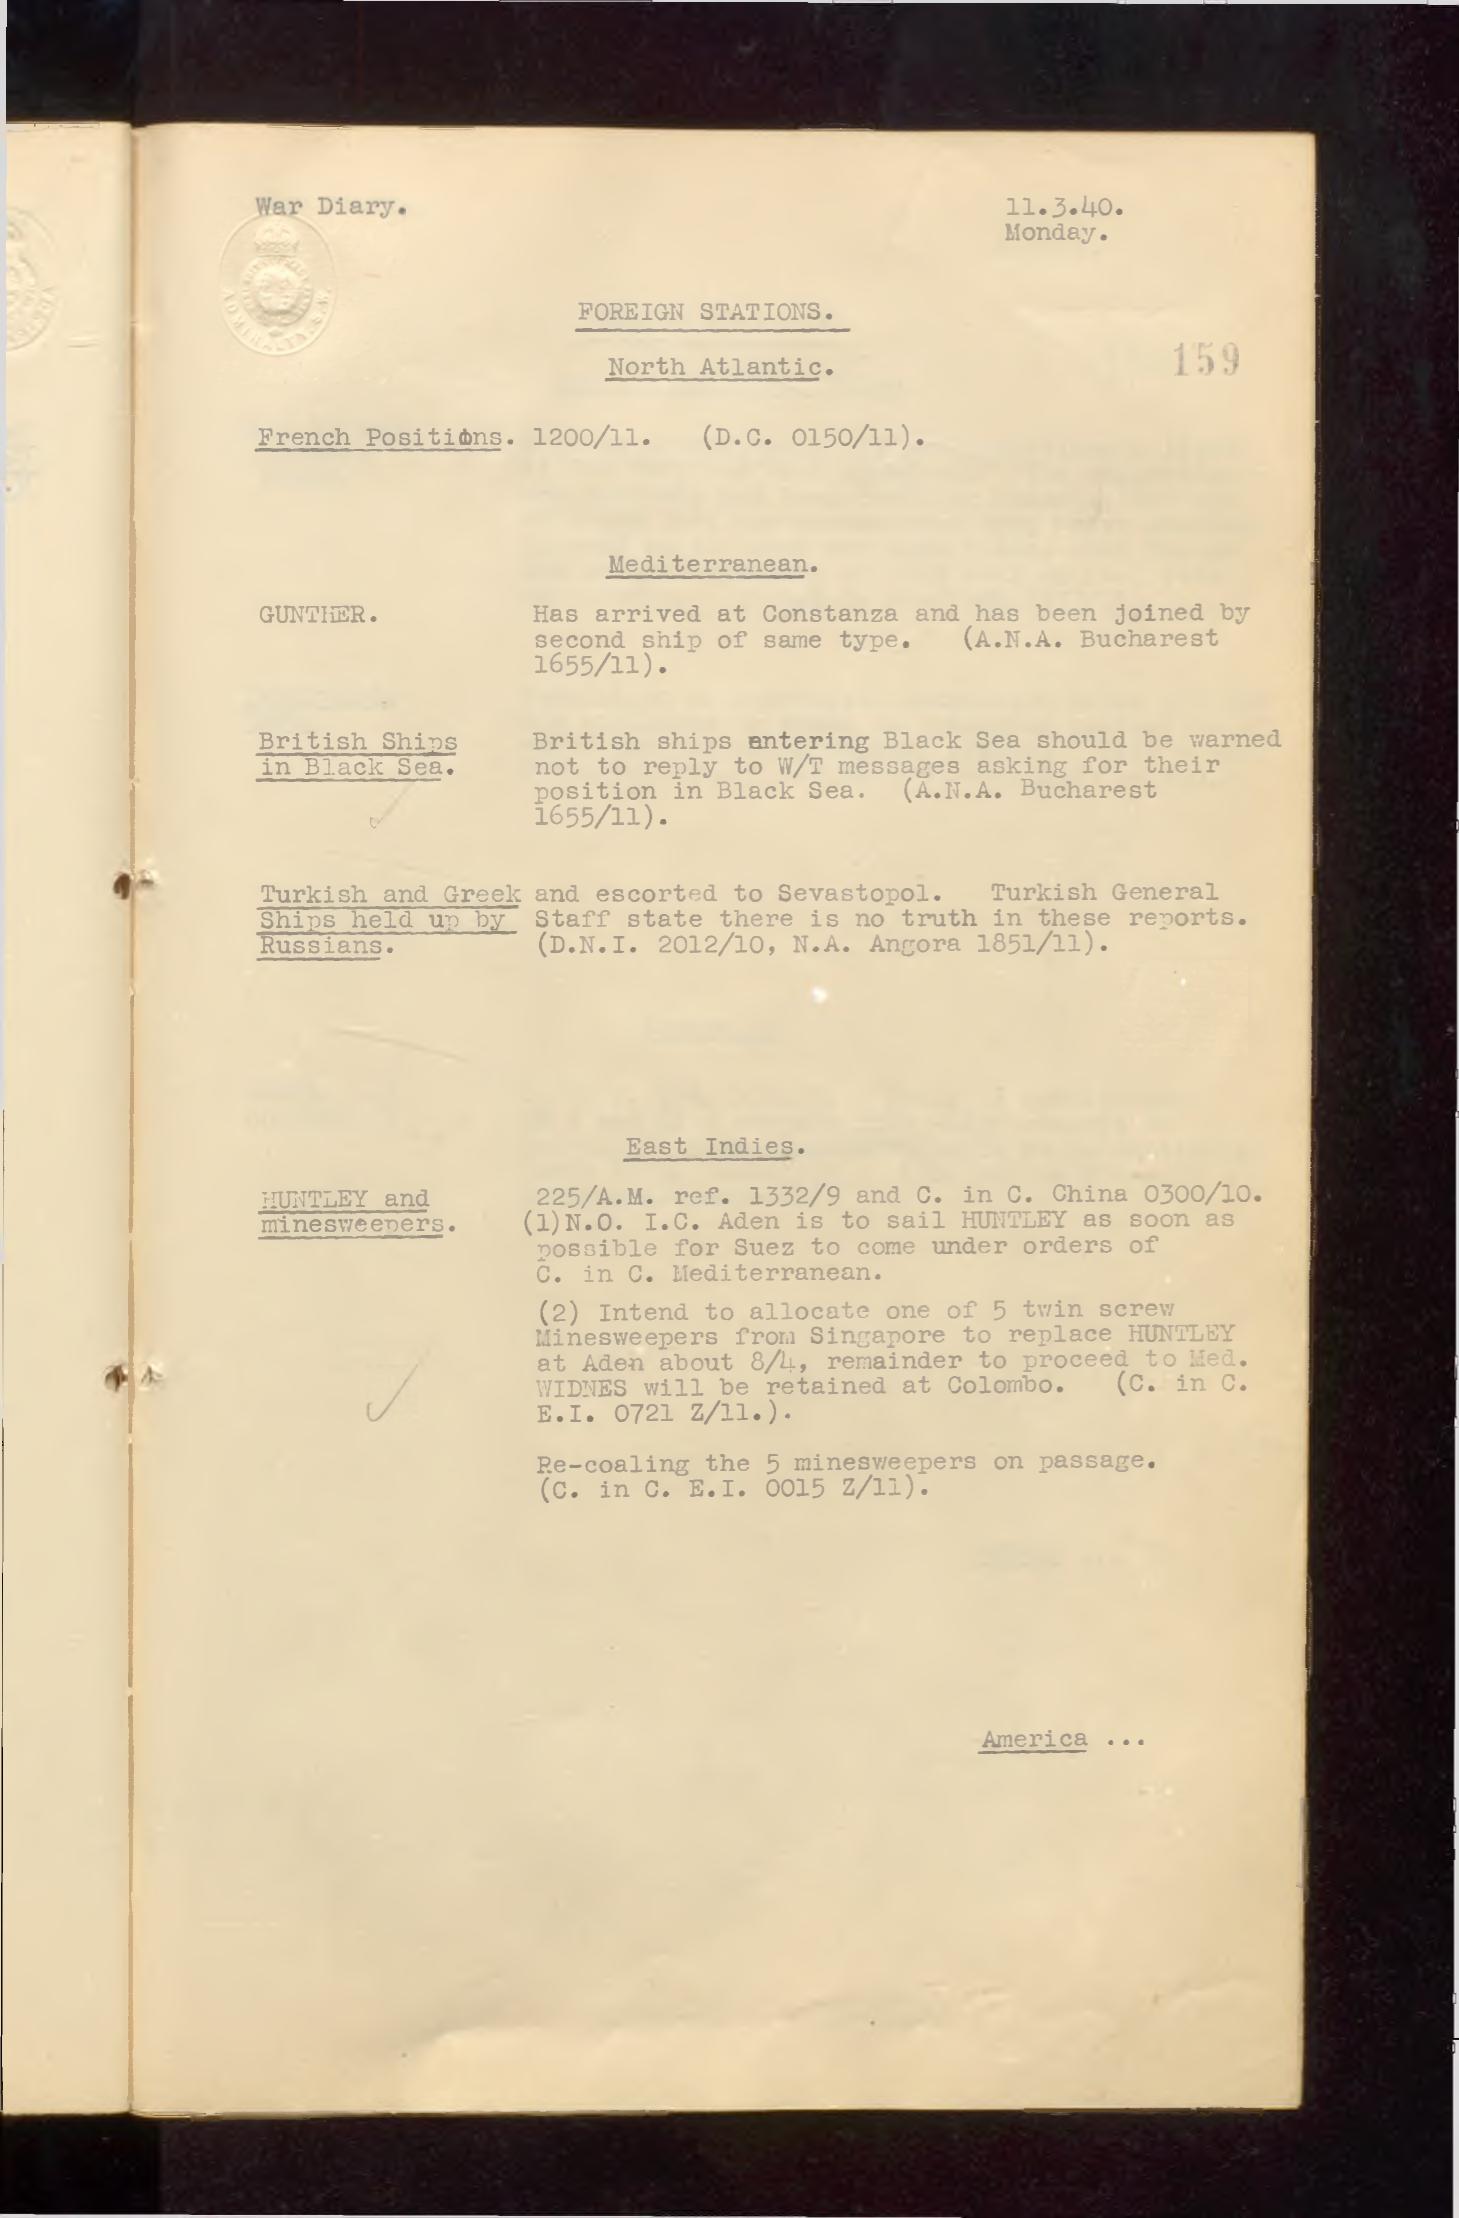 War Diary.
11.3.40.
Monday.
ADMIRALTY. S.W.
FOREIGN STATIONS.
North Atlantic.
159
French Positions. 1200/11. (D.C. 0150/11).
Mediterranean.
GUNTHER. Has arrived at Constanza and has been joined by
second ship of same type. (A.N.A. Bucharest
1655/11).
British Ships British ships entering Black Sea should be warned
in Black Sea. not to reply to W/T messages asking for their
position in Black Sea. (A.N.A. Bucharest
1655/11).
Turkish and Greek and escorted to Sevastopol. Turkish General
Ships held up by Staff state there is no truth in these reports.
Russians. (D.N.I. 2012/10, N.A. Angora 1851/11).
East Indies.
HUNTLEY and 225/A.M. ref. 1332/9 and C. in C. China 0300/10.
minesweepers. (1)N.O. I.C. Aden is to sail HUNTLEY as soon as
possible for Suez to come under orders of
C. in C. Mediterranean.
(2) Intend to allocate one of 5 twin screw
Minesweepers from Singapore to replace HUNTLEY
at Aden about 8/4, remainder to proceed to Med.
WIDNES will be retained at Colombo. (C. in C.
E.I. 0721 Z/11.).
Re-coaling the 5 minesweepers on passage.
(C. in C. E.I. 0015 Z/11).
America ...